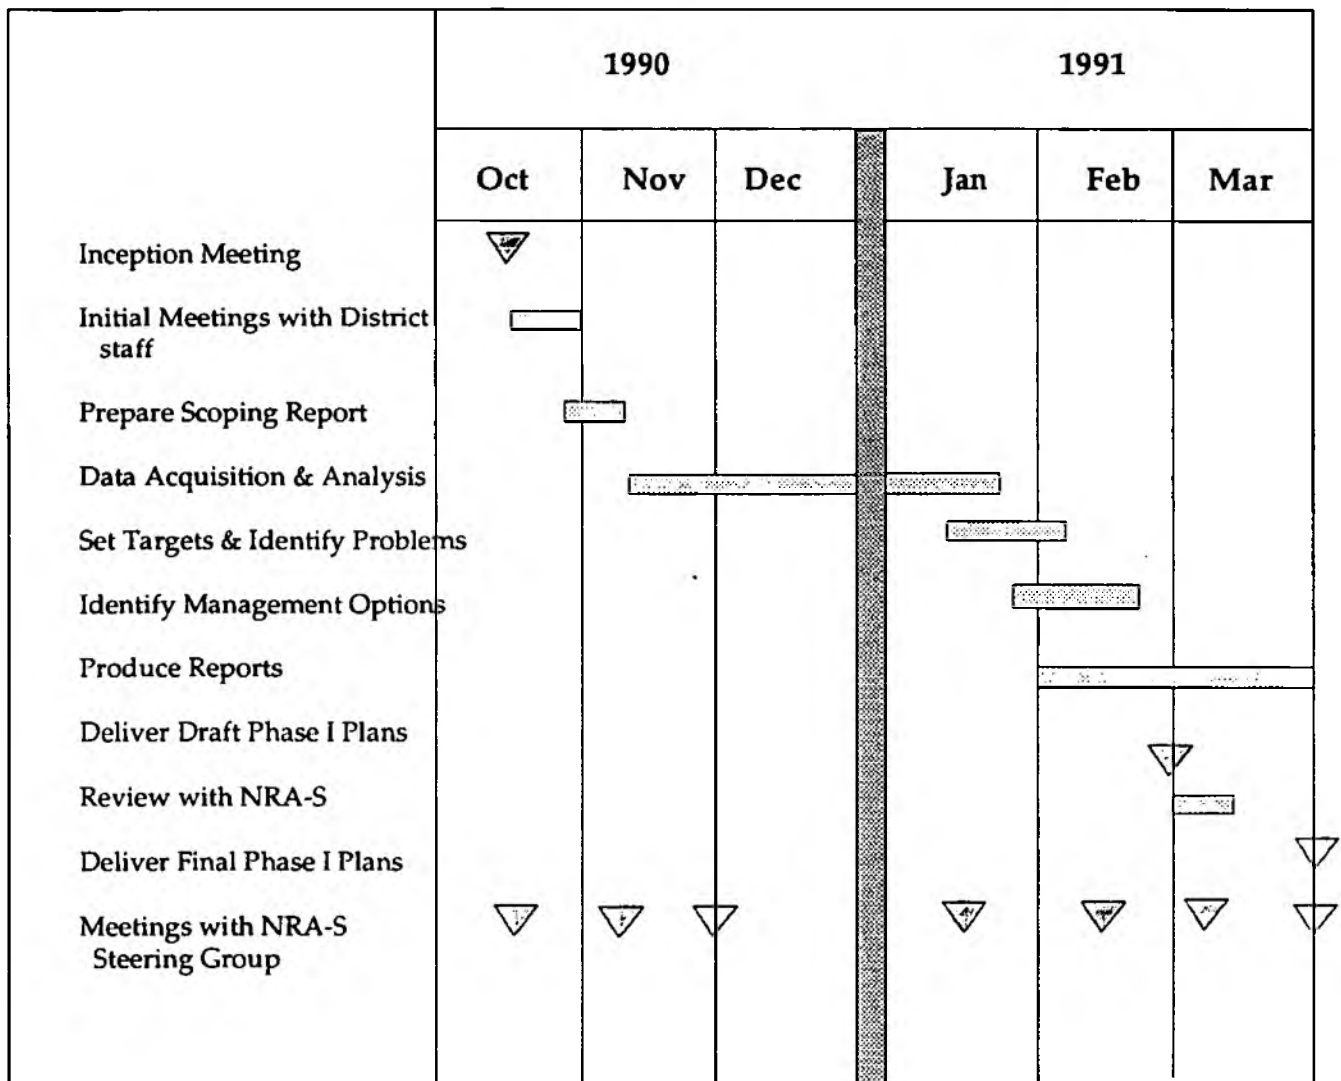 1990 1991
Oct Nov Dec Jan Feb Mar
Inception Meeting
Initial Meetings with District
staff
Prepare Scoping Report
Data Acquisition & Analysis
Set Targets & Identify Problems
Identify Management Options
Produce Reports
Deliver Draft Phase I Plans
Review with NRA-S
Deliver Final Phase I Plans
Meetings with NRA-S
Steering Group